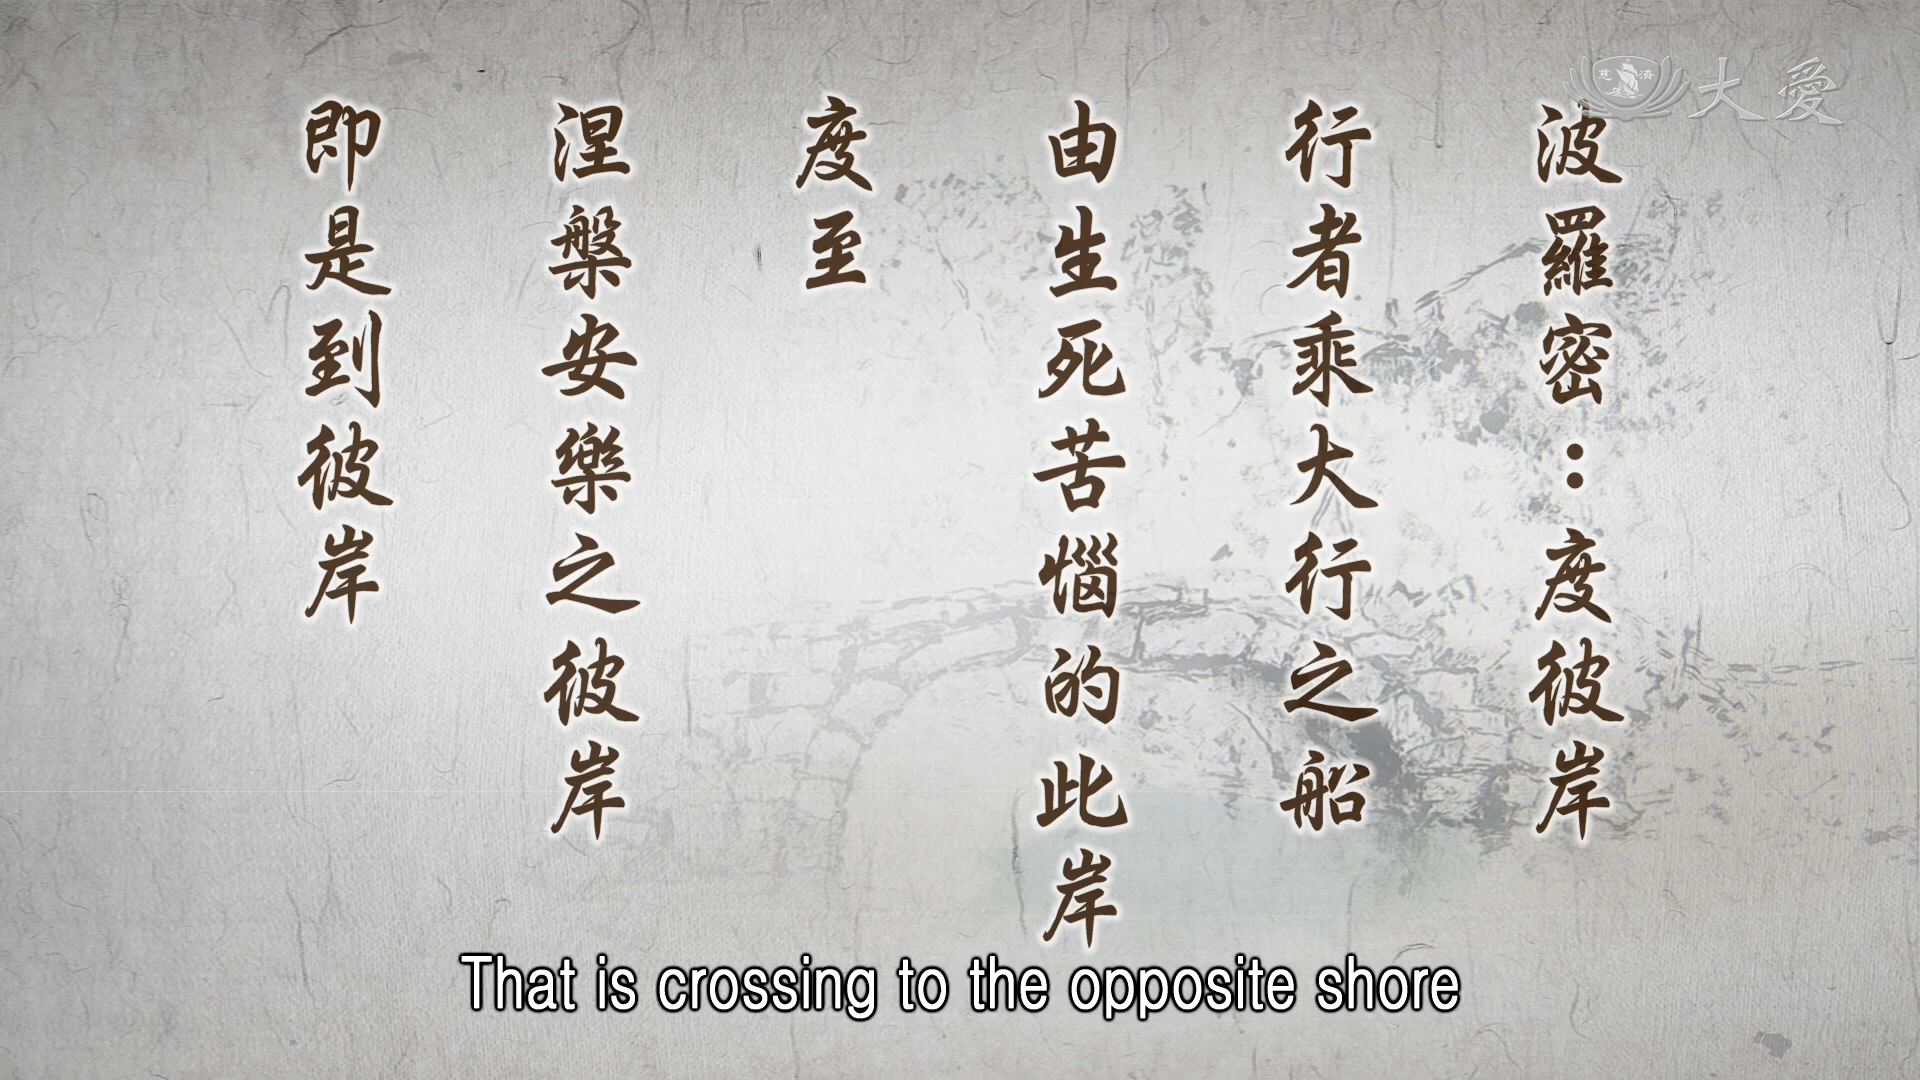 波羅密：度彼岸
行者乘大行之船
由生死苦惱的此岸
度至
涅槃安樂之彼岸
即是到彼岸
慈濟
大愛
That is crossing to the opposite shore